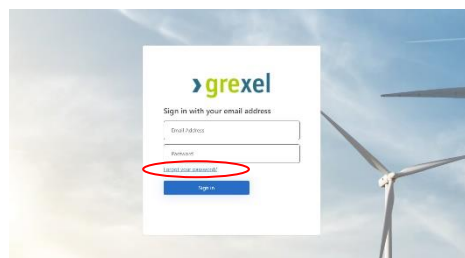 grexel
Sign in with your email address
Email Address
Password
Forgot your password?
Sign in